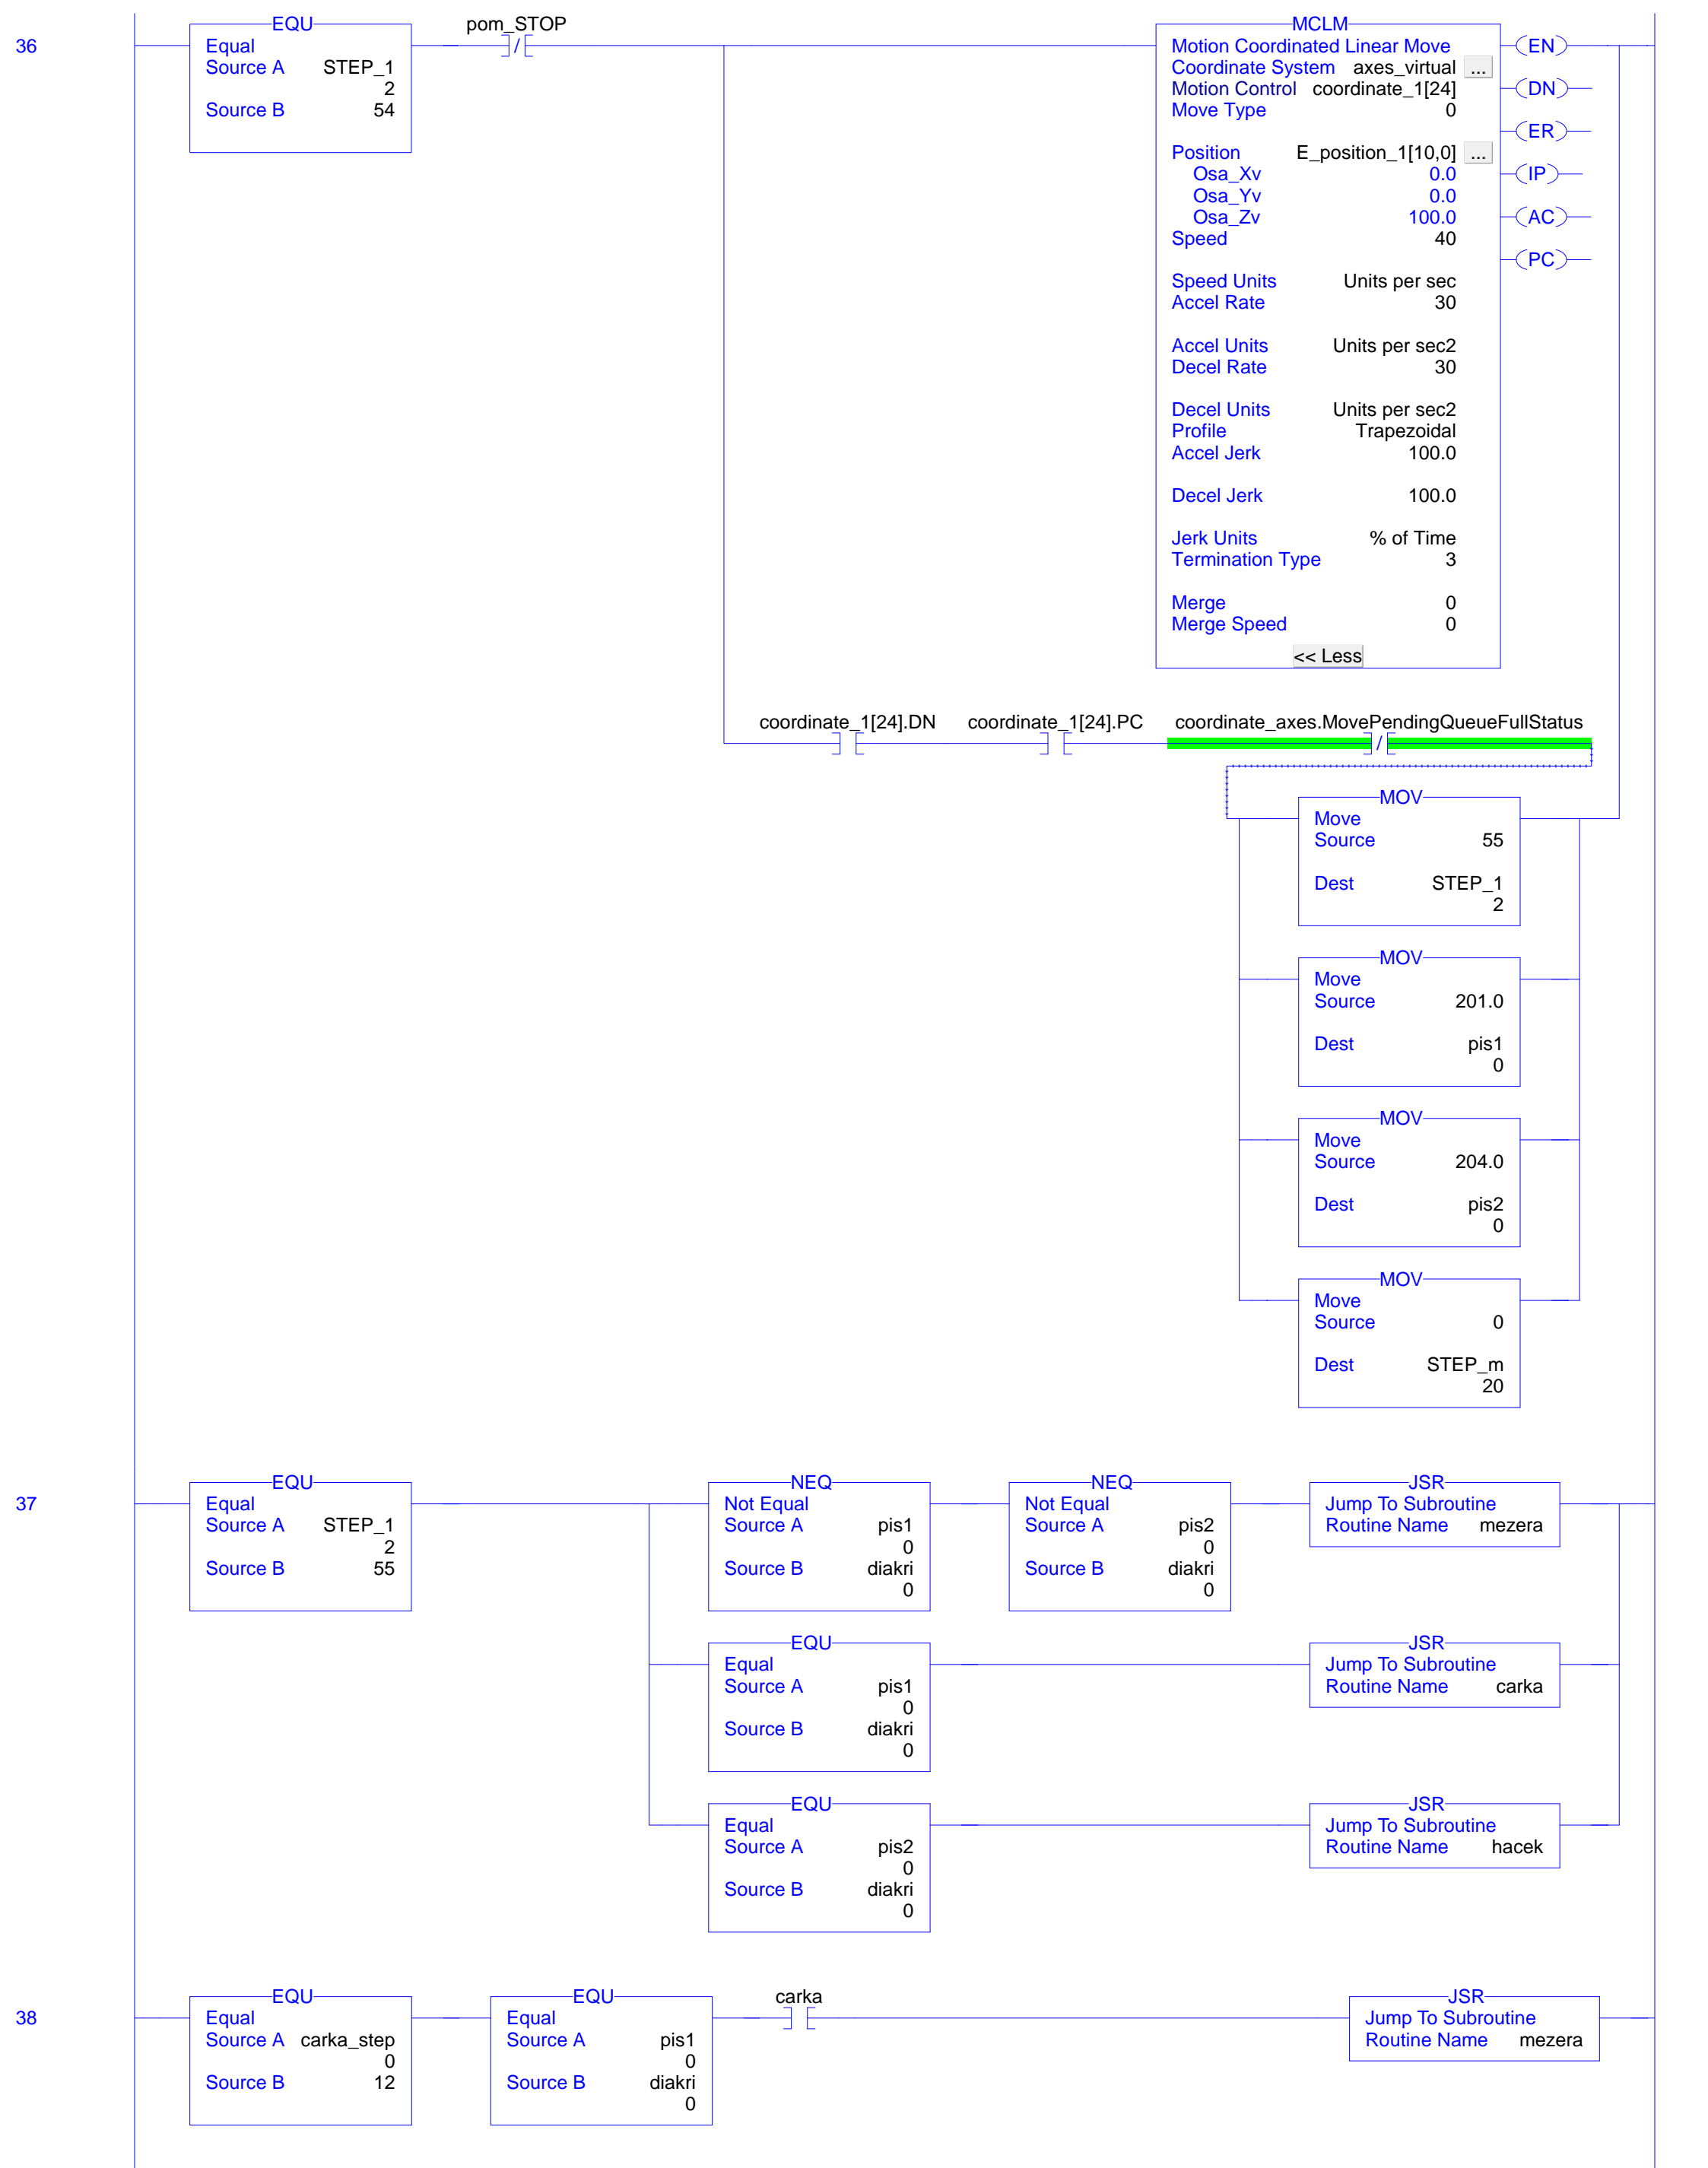 36
EQU
Equal
Source A STEP_1
2
Source B 54
pom_STOP
/
MCLM
Motion Coordinated Linear Move
Coordinate System axes_virtual ...
Motion Control coordinate_1[24]
Move Type 0
Position E_position_1[10,0] ...
Osa_Xv 0.0
Osa_Yv 0.0
Osa_Zv 100.0
Speed 40
Speed Units Units per sec
Accel Rate 30
Accel Units Units per sec2
Decel Rate 30
Decel Units Units per sec2
Profile Trapezoidal
Accel Jerk 100.0
Decel Jerk 100.0
Jerk Units % of Time
Termination Type 3
Merge 0
Merge Speed 0
<< Less
EN
DN
ER
IP
AC
PC
coordinate_1[24].DN
coordinate_1[24].PC
coordinate_axes.MovePendingQueueFullStatus
/
MOV
Move
Source 55
Dest STEP_1
2
MOV
Move
Source 201.0
Dest pis1
0
MOV
Move
Source 204.0
Dest pis2
0
MOV
Move
Source 0
Dest STEP_m
20
37
EQU
Equal
Source A STEP_1
2
Source B 55
NEQ
Not Equal
Source A pis1
0
Source B diakri
0
NEQ
Not Equal
Source A pis2
0
Source B diakri
0
JSR
Jump To Subroutine
Routine Name mezera
EQU
Equal
Source A pis1
0
Source B diakri
0
JSR
Jump To Subroutine
Routine Name carka
EQU
Equal
Source A pis2
0
Source B diakri
0
JSR
Jump To Subroutine
Routine Name hacek
38
EQU
Equal
Source A carka_step
0
Source B 12
EQU
Equal
Source A pis1
0
Source B diakri
0
carka
JSR
Jump To Subroutine
Routine Name mezera